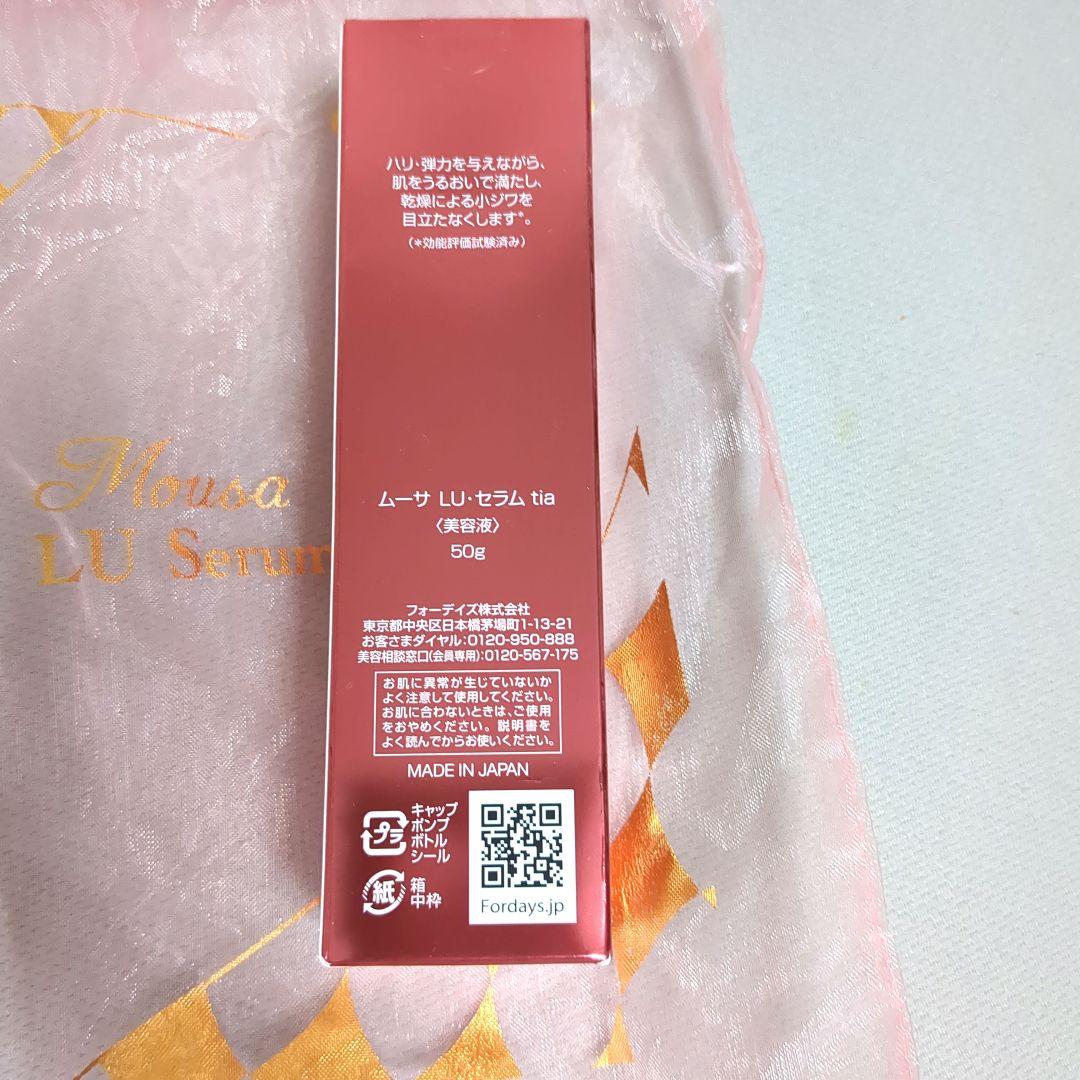 ハリ・弾力を与えながら、
肌をうるおいで満たし、
乾燥による小ジワを
目立たなくします*。
(*効能評価試験済み)
Mousa
LU Serum
ムーサ LU・セラム tia
〈美容液〉
50g
フォーデイズ株式会社
東京都中央区日本橋茅場町1-13-21
お客さまダイヤル:0120-950-888
美容相談窓口(会員専用):0120-567-175
お肌に異常が生じていないか
よく注意して使用してください。
お肌に合わないときは、ご使用
をおやめください。説明書を
よく読んでからお使いください。
MADE IN JAPAN
プラ
キャップ
ポンプ
ボトル
シール
紙
箱
中枠
Fordays.jp